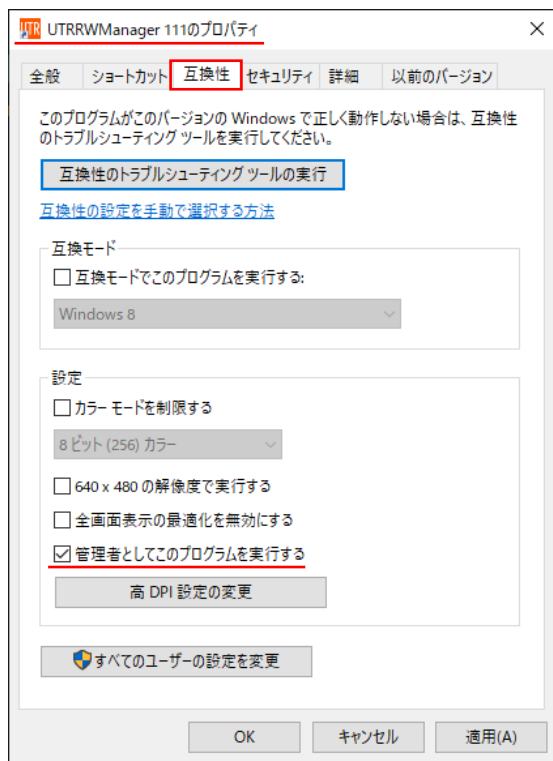 UTR UTRRWManager 111のプロパティ
全般 ショートカット 互換性 セキュリティ 詳細 以前のバージョン
このプログラムがこのバージョンの Windows で正しく動作しない場合は、互換性
のトラブルシューティング ツールを実行してください。
互換性のトラブルシューティング ツールの実行
互換性の設定を手動で選択する方法
互換モード
互換モードでこのプログラムを実行する:
Windows 8
設定
カラー モードを制限する
8 ビット (256) カラー
640 x 480 の解像度で実行する
全画面表示の最適化を無効にする
管理者としてこのプログラムを実行する
高 DPI 設定の変更
すべてのユーザーの設定を変更
OK キャンセル 適用(A)